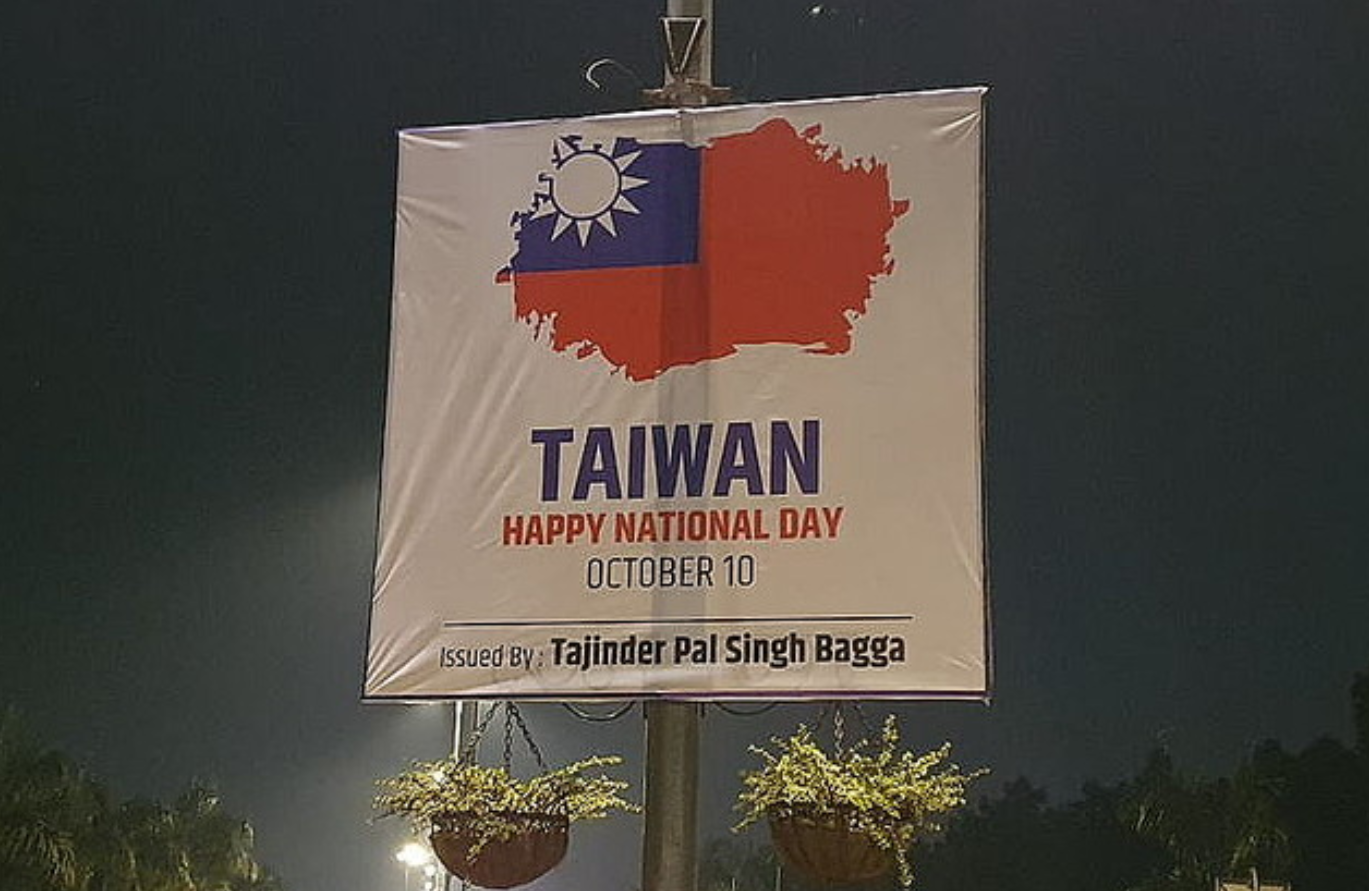 TAIWAN
HAPPY NATIONAL DAY
OCTOBER 10
Issued By : Tajinder Pal Singh Bagga